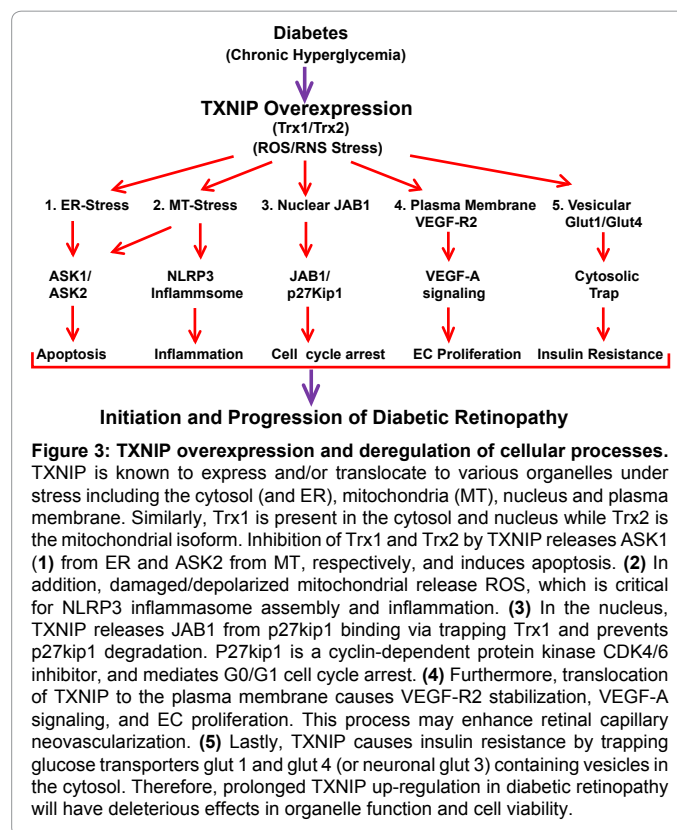 Diabetes
(Chronic Hyperglycemia)
TXNIP Overexpression
(Trx1/Trx2)
(ROS/RNS Stress)
1. ER-Stress 2. MT-Stress 3. Nuclear JAB1 4. Plasma Membrane 5. Vesicular
VEGF-R2 Glut1/Glut4
ASK1/ NLRP3 JAB1/ VEGF-A Cytosolic
ASK2 Inflammsome p27Kip1 signaling Trap
Apoptosis Inflammation Cell cycle arrest EC Proliferation Insulin Resistance
Initiation and Progression of Diabetic Retinopathy
Figure 3: TXNIP overexpression and deregulation of cellular processes.
TXNIP is known to express and/or translocate to various organelles under
stress including the cytosol (and ER), mitochondria (MT), nucleus and plasma
membrane. Similarly, Trx1 is present in the cytosol and nucleus while Trx2 is
the mitochondrial isoform. Inhibition of Trx1 and Trx2 by TXNIP releases ASK1
(1) from ER and ASK2 from MT, respectively, and induces apoptosis. (2) In
addition, damaged/depolarized mitochondrial release ROS, which is critical
for NLRP3 inflammasome assembly and inflammation. (3) In the nucleus,
TXNIP releases JAB1 from p27kip1 binding via trapping Trx1 and prevents
p27kip1 degradation. P27kip1 is a cyclin-dependent protein kinase CDK4/6
inhibitor, and mediates G0/G1 cell cycle arrest. (4) Furthermore, translocation
of TXNIP to the plasma membrane causes VEGF-R2 stabilization, VEGF-A
signaling, and EC proliferation. This process may enhance retinal capillary
neovascularization. (5) Lastly, TXNIP causes insulin resistance by trapping
glucose transporters glut 1 and glut 4 (or neuronal glut 3) containing vesicles in
the cytosol. Therefore, prolonged TXNIP up-regulation in diabetic retinopathy
will have deleterious effects in organelle function and cell viability.